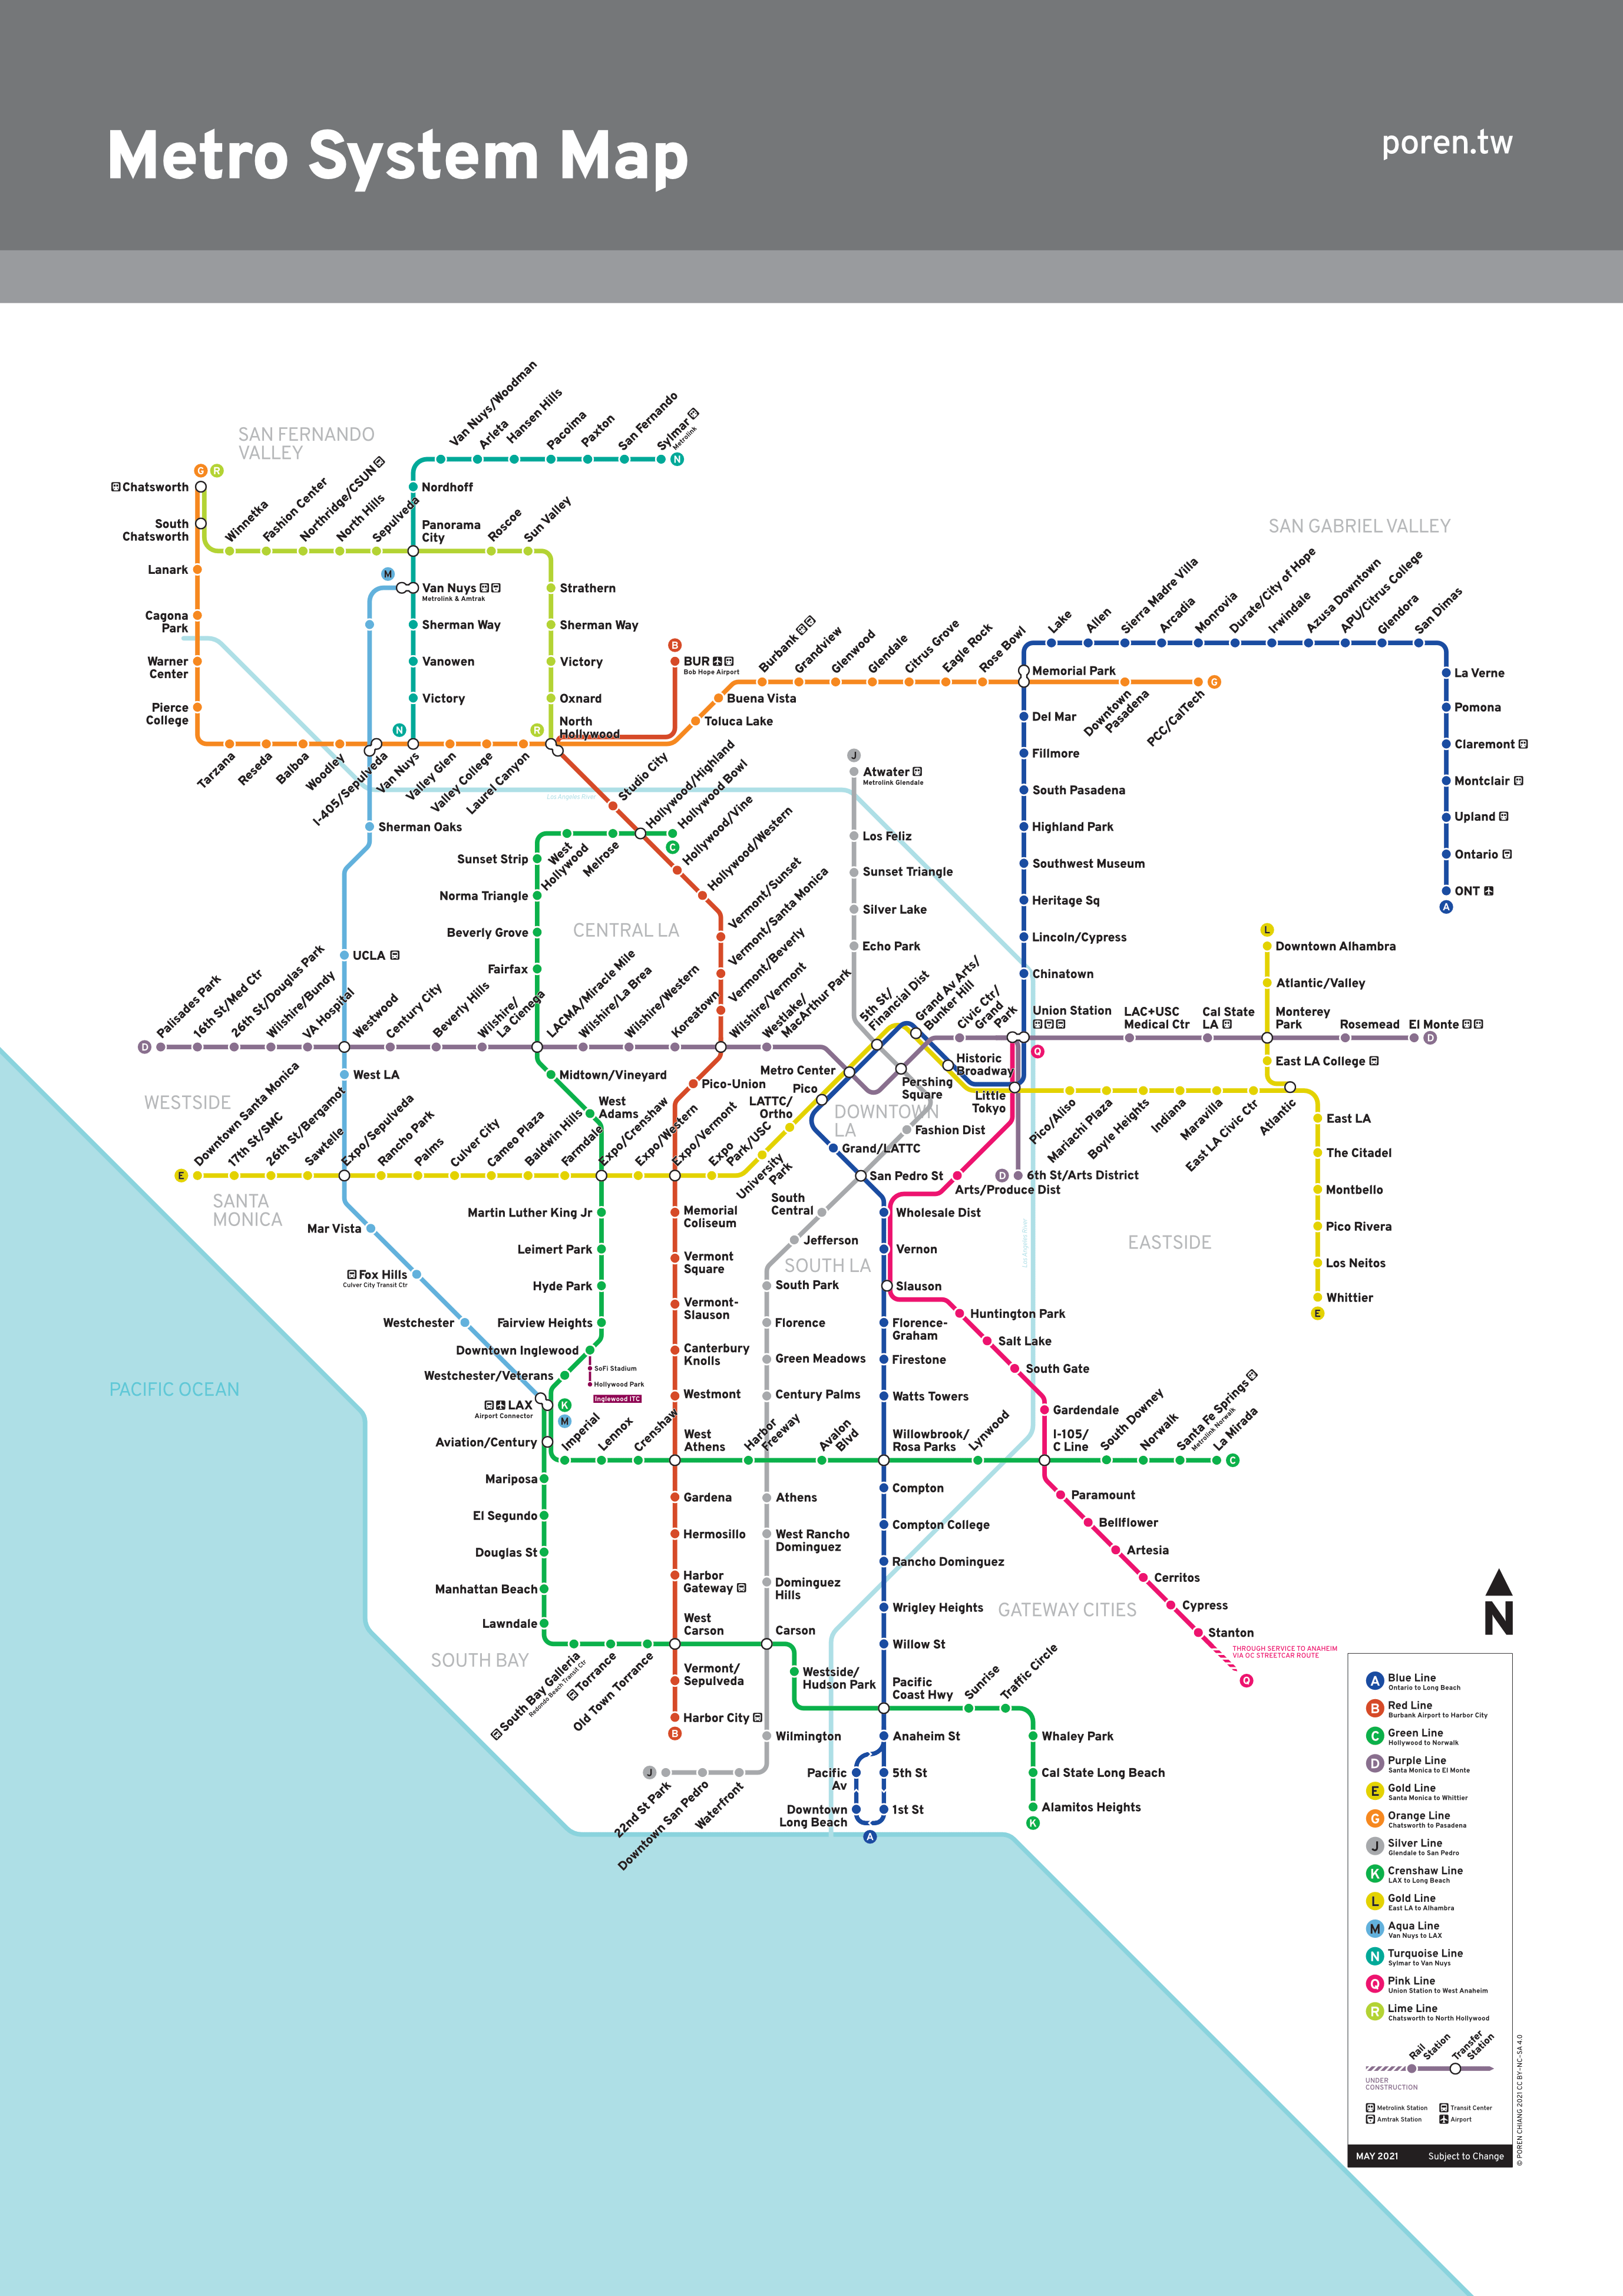 Metro System Map
poren.tw
SAN FERNANDO
VALLEY
Van Nuys/Woodman
Arleta
Hansen Hills
Pacoima
Paxton
San Fernando
Sylmar
Metrolink
N
G R
Chatsworth
South
Chatsworth
Winnetka
Fashion Center
Northridge/CSUN
North Hills
Sepulveda
Nordhoff
Panorama
City
Roscoe
Sun Valley
Lanark
Cagona
Park
Warner
Center
Pierce
College
M
Van Nuys
Metrolink & Amtrak
Sherman Way
Vanowen
Victory
N
Strathern
Sherman Way
Victory
Oxnard
North
Hollywood
R
B
BUR
Bob Hope Airport
Tarzana
Reseda
Balboa
Woodley
I-405/Sepulveda
Van Nuys
Valley Glen
Valley College
Laurel Canyon
Toluca Lake
Buena Vista
Burbank
Grandview
Glenwood
Glendale
Citrus Grove
Eagle Rock
Rose Bowl
Memorial Park
Downtown
Pasadena
PCC/CalTech
G
SAN GABRIEL VALLEY
Lake
Allen
Sierra Madre Villa
Arcadia
Monrovia
Durate/City of Hope
Irwindale
Azusa Downtown
APU/Citrus College
Glendora
San Dimas
La Verne
Pomona
Claremont
Montclair
Upland
Ontario
ONT
A
Del Mar
Fillmore
South Pasadena
Highland Park
Southwest Museum
Heritage Sq
Lincoln/Cypress
Chinatown
Union Station
Q
Los Angeles River
Studio City
Hollywood/Highland
Hollywood Bowl
C
Hollywood/Vine
Hollywood/Western
Vermont/Sunset
Vermont/Santa Monica
Vermont/Beverly
Wilshire/Vermont
Sherman Oaks
UCLA
Westwood
West LA
Sunset Strip
West
Hollywood
Melrose
Norma Triangle
Beverly Grove
Fairfax
CENTRAL LA
J
Atwater
Metrolink Glendale
Los Feliz
Sunset Triangle
Silver Lake
Echo Park
D
Palisades Park
16th St/Med Ctr
26th St/Douglas Park
Wilshire/Bundy
VA Hospital
Century City
Beverly Hills
Wilshire/
La Cienega
LACMA/Miracle Mile
Wilshire/La Brea
Wilshire/Western
Koreatown
Westlake/
MacArthur Park
5th St/
Financial Dist
Grand Av Arts/
Bunker Hill
Civic Ctr/
Grand
Park
Metro Center
Pershing
Square
Historic
Broadway
Little
Tokyo
LAC+USC
Medical Ctr
Cal State
LA
Monterey
Park
Rosemead
El Monte
D
L
Downtown Alhambra
Atlantic/Valley
East LA College
Atlantic
WESTSIDE
Midtown/Vineyard
West
Adams
Pico-Union
Pico
LATTC/
Ortho
DOWNTOWN
LA
Fashion Dist
Grand/LATTC
San Pedro St
E
Downtown Santa Monica
17th St/SMC
26th St/Bergamot
Sawtelle
Expo/Sepulveda
Rancho Park
Palms
Culver City
Cameo Plaza
Baldwin Hills
Farmdale
Expo/Crenshaw
Expo/Western
Expo/Vermont
Expo
Park/USC
University
Park
Pico/Aliso
Mariachi Plaza
Boyle Heights
Indiana
Maravilla
East LA Civic Ctr
D
6th St/Arts District
Arts/Produce Dist
East LA
The Citadel
Montbello
Pico Rivera
Los Neitos
Whittier
E
EASTSIDE
Los Angeles River
SANTA
MONICA
Mar Vista
Fox Hills
Culver City Transit Ctr
Westchester
Martin Luther King Jr
Leimert Park
Hyde Park
Fairview Heights
Downtown Inglewood
Westchester/Veterans
SoFi Stadium
Hollywood Park
Inglewood ITC
LAX
Airport Connector
K
M
Aviation/Century
Memorial
Coliseum
Vermont
Square
Vermont-
Slauson
Canterbury
Knolls
Westmont
West
Athens
South
Central
Jefferson
SOUTH LA
South Park
Florence
Green Meadows
Century Palms
Harbor
Freeway
Wholesale Dist
Vernon
Slauson
Florence-
Graham
Firestone
Watts Towers
Willowbrook/
Rosa Parks
Huntington Park
Salt Lake
South Gate
Gardendale
I-105/
C Line
PACIFIC OCEAN
Imperial
Lennox
Crenshaw
Avalon
Blvd
Lynwood
South Downey
Norwalk
Santa Fe Springs
Metrolink Norwalk
La Mirada
C
Mariposa
El Segundo
Douglas St
Manhattan Beach
Lawndale
SOUTH BAY
South Bay Galleria
Redondo Beach Transit Ctr
Torrance
Old Town Torrance
Gardena
Hermosillo
Harbor
Gateway
West
Carson
Vermont/
Sepulveda
Harbor City
B
Athens
West Rancho
Dominguez
Dominguez
Hills
Carson
Westside/
Hudson Park
Wilmington
J
22nd St Park
Downtown San Pedro
Waterfront
Compton
Compton College
Rancho Dominguez
Wrigley Heights
Willow St
Pacific
Coast Hwy
Anaheim St
Pacific
Av
5th St
Downtown
Long Beach
1st St
A
Sunrise
Traffic Circle
Whaley Park
Cal State Long Beach
Alamitos Heights
K
GATEWAY CITIES
Paramount
Bellflower
Artesia
Cerritos
Cypress
Stanton
THROUGH SERVICE TO ANAHEIM
VIA OC STREETCAR ROUTE
Q
N
A Blue Line
Ontario to Long Beach
B Red Line
Burbank Airport to Harbor City
C Green Line
Hollywood to Norwalk
D Purple Line
Santa Monica to El Monte
E Gold Line
Santa Monica to Whittier
G Orange Line
Chatsworth to Pasadena
J Silver Line
Glendale to San Pedro
K Crenshaw Line
LAX to Long Beach
L Gold Line
East LA to Alhambra
M Aqua Line
Van Nuys to LAX
N Turquoise Line
Sylmar to Van Nuys
Q Pink Line
Union Station to West Anaheim
R Lime Line
Chatsworth to North Hollywood
Rail
Station
Transfer
Station
UNDER
CONSTRUCTION
Metrolink Station
Transit Center
Amtrak Station
Airport
MAY 2021
Subject to Change
© POREN CHIANG 2021 CC BY-NC-SA 4.0